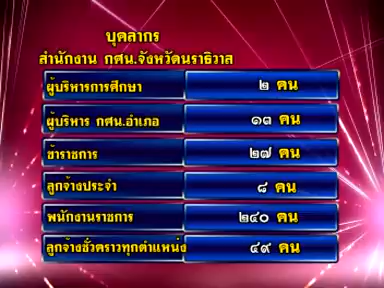 บุคลากร
สำนักงาน กศน.จังหวัดนราธิวาส
ผู้บริหารการศึกษา ๒ คน
ผู้บริหาร กศน.อำเภอ ๑๓ คน
ข้าราชการ ๒๗ คน
ลูกจ้างประจำ ๘ คน
พนักงานราชการ ๒๔๐ คน
ลูกจ้างชั่วคราวทุกตำแหน่ง ๔๙ คน